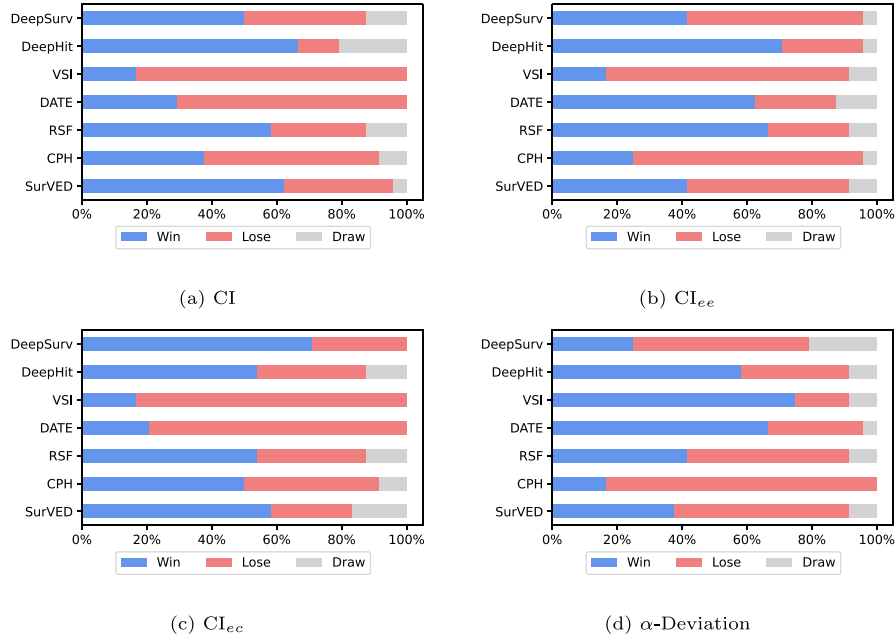 DeepSurv
DeepHit
VSI
DATE
RSF
CPH
SurVED
0% 20% 40% 60% 80% 100%
Win Lose Draw
(a) CI
DeepSurv
DeepHit
VSI
DATE
RSF
CPH
SurVED
0% 20% 40% 60% 80% 100%
Win Lose Draw
(b) CI_ee
DeepSurv
DeepHit
VSI
DATE
RSF
CPH
SurVED
0% 20% 40% 60% 80% 100%
Win Lose Draw
(c) CI_ec
DeepSurv
DeepHit
VSI
DATE
RSF
CPH
SurVED
0% 20% 40% 60% 80% 100%
Win Lose Draw
(d) α-Deviation